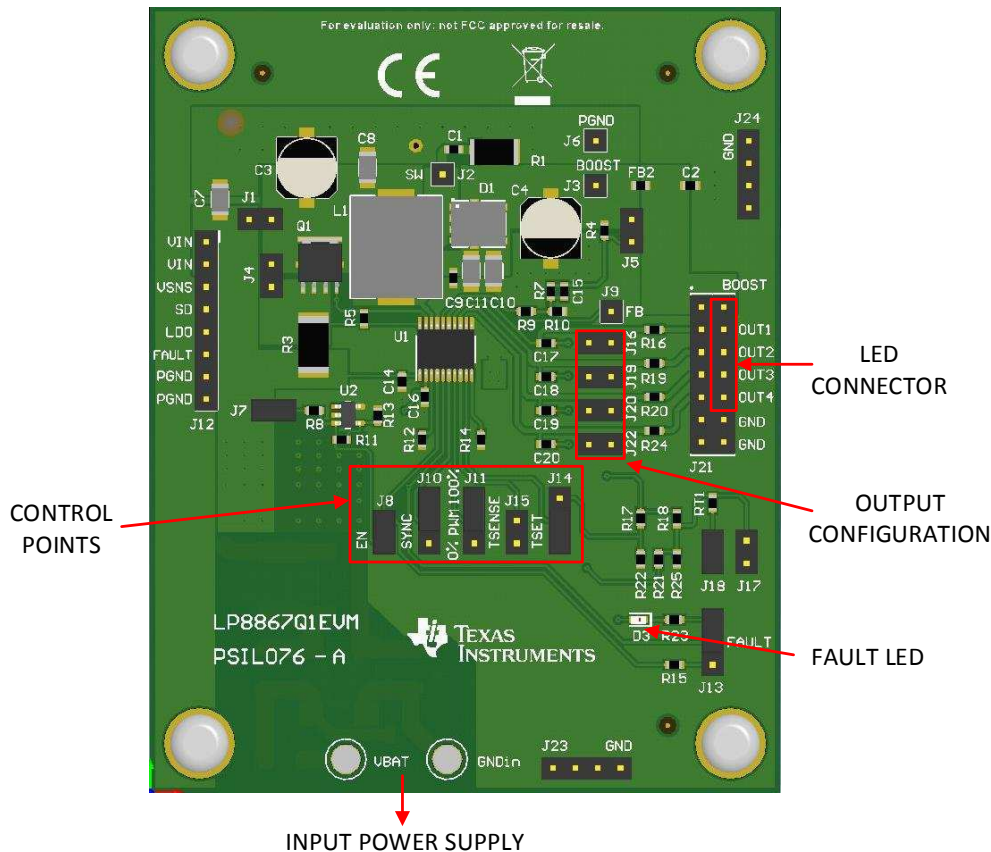 For evaluation only; not FCC approved for resale.
CE
PGND
J6
J24
GND
C8
C1
R1
BOOST
J3
FB2
C2
C3
SW
J2
D1
C4
L1
C7
J1
Q1
R4
J5
J4
VIN
VIN
VSNS
SD
LDO
FAULT
PGND
PGND
J12
C9
C11
C10
R7
C15
J9
FB
R9
R10
BOOST
OUT1
OUT2
OUT3
OUT4
GND
GND
J21
LED
CONNECTOR
R5
R3
U1
C17
C18
C19
C20
J16
J19
J20
J22
R16
R19
R20
R24
C14
C16
U2
J7
R8
R13
R11
R12
R14
CONTROL
POINTS
J8
EN
J10
SYNC
J11
0% PWM 100%
J15
TSENSE
J14
TSET
OUTPUT
CONFIGURATION
R17
R18
RT1
R22
R21
R25
J18
J17
D3
R23
FAULT
R15
J13
FAULT LED
LP8867Q1EVM
PSIL076 - A
TEXAS
INSTRUMENTS
VBAT
GNDin
J23
GND
INPUT POWER SUPPLY